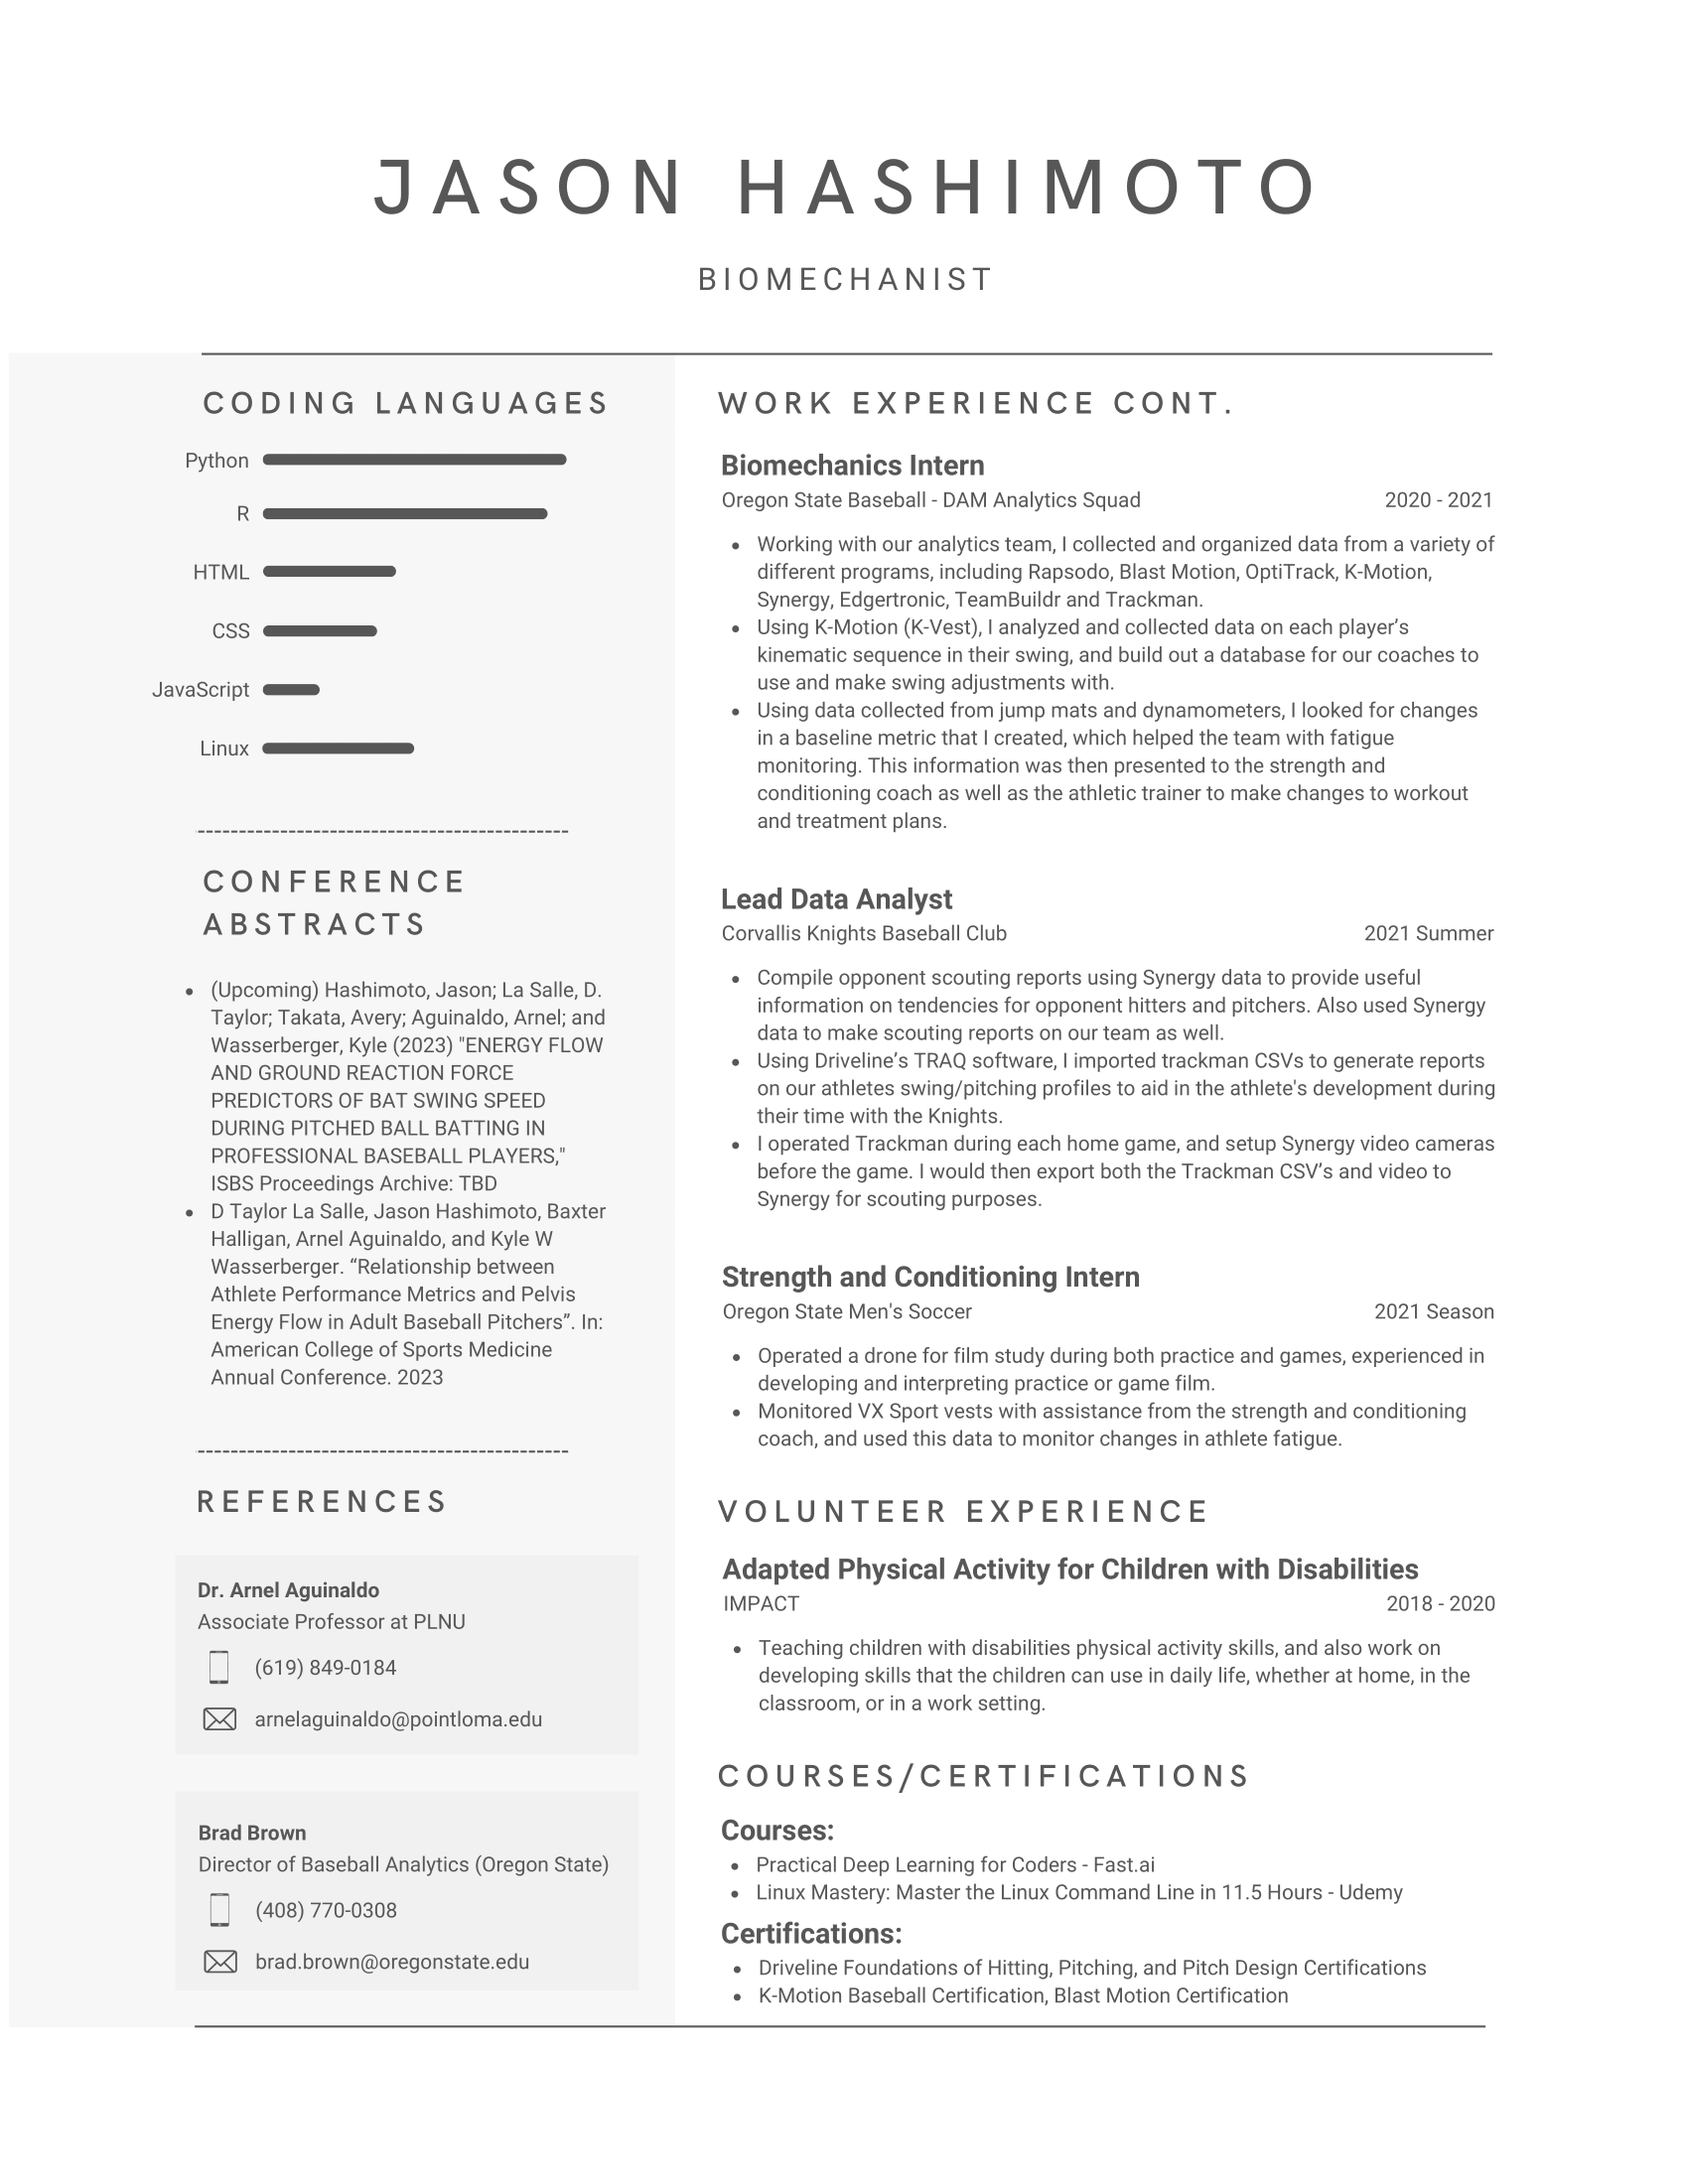 JASON HASHIMOTO
BIOMECHANIST
CODING LANGUAGES
Python
R
HTML
CSS
JavaScript
Linux
CONFERENCE
ABSTRACTS
• (Upcoming) Hashimoto, Jason; La Salle, D.
Taylor; Takata, Avery; Aguinaldo, Arnel; and
Wasserberger, Kyle (2023) "ENERGY FLOW
AND GROUND REACTION FORCE
PREDICTORS OF BAT SWING SPEED
DURING PITCHED BALL BATTING IN
PROFESSIONAL BASEBALL PLAYERS,"
ISBS Proceedings Archive: TBD
• D Taylor La Salle, Jason Hashimoto, Baxter
Halligan, Arnel Aguinaldo, and Kyle W
Wasserberger. “Relationship between
Athlete Performance Metrics and Pelvis
Energy Flow in Adult Baseball Pitchers”. In:
American College of Sports Medicine
Annual Conference. 2023
REFERENCES
Dr. Arnel Aguinaldo
Associate Professor at PLNU
(619) 849-0184
arnelaguinaldo@pointloma.edu
Brad Brown
Director of Baseball Analytics (Oregon State)
(408) 770-0308
brad.brown@oregonstate.edu
WORK EXPERIENCE CONT.
Biomechanics Intern
Oregon State Baseball - DAM Analytics Squad 2020 - 2021
• Working with our analytics team, I collected and organized data from a variety of
different programs, including Rapsodo, Blast Motion, OptiTrack, K-Motion,
Synergy, Edgertronic, TeamBuildr and Trackman.
• Using K-Motion (K-Vest), I analyzed and collected data on each player’s
kinematic sequence in their swing, and build out a database for our coaches to
use and make swing adjustments with.
• Using data collected from jump mats and dynamometers, I looked for changes
in a baseline metric that I created, which helped the team with fatigue
monitoring. This information was then presented to the strength and
conditioning coach as well as the athletic trainer to make changes to workout
and treatment plans.
Lead Data Analyst
Corvallis Knights Baseball Club 2021 Summer
• Compile opponent scouting reports using Synergy data to provide useful
information on tendencies for opponent hitters and pitchers. Also used Synergy
data to make scouting reports on our team as well.
• Using Driveline’s TRAQ software, I imported trackman CSVs to generate reports
on our athletes swing/pitching profiles to aid in the athlete's development during
their time with the Knights.
• I operated Trackman during each home game, and setup Synergy video cameras
before the game. I would then export both the Trackman CSV’s and video to
Synergy for scouting purposes.
Strength and Conditioning Intern
Oregon State Men's Soccer 2021 Season
• Operated a drone for film study during both practice and games, experienced in
developing and interpreting practice or game film.
• Monitored VX Sport vests with assistance from the strength and conditioning
coach, and used this data to monitor changes in athlete fatigue.
VOLUNTEER EXPERIENCE
Adapted Physical Activity for Children with Disabilities
IMPACT 2018 - 2020
• Teaching children with disabilities physical activity skills, and also work on
developing skills that the children can use in daily life, whether at home, in the
classroom, or in a work setting.
COURSES/CERTIFICATIONS
Courses:
• Practical Deep Learning for Coders - Fast.ai
• Linux Mastery: Master the Linux Command Line in 11.5 Hours - Udemy
Certifications:
• Driveline Foundations of Hitting, Pitching, and Pitch Design Certifications
• K-Motion Baseball Certification, Blast Motion Certification